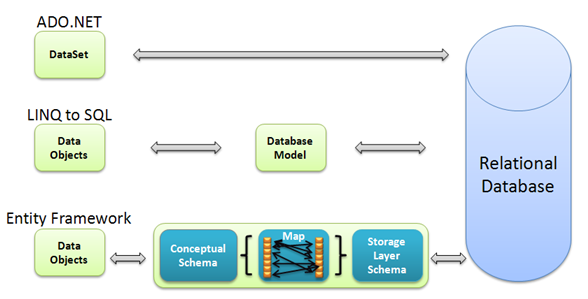 ADO.NET
DataSet
LINQ to SQL
Data
Objects
Database
Model
Relational
Database
Entity Framework
Data
Objects
Conceptual
Schema
Map
Storage
Layer
Schema